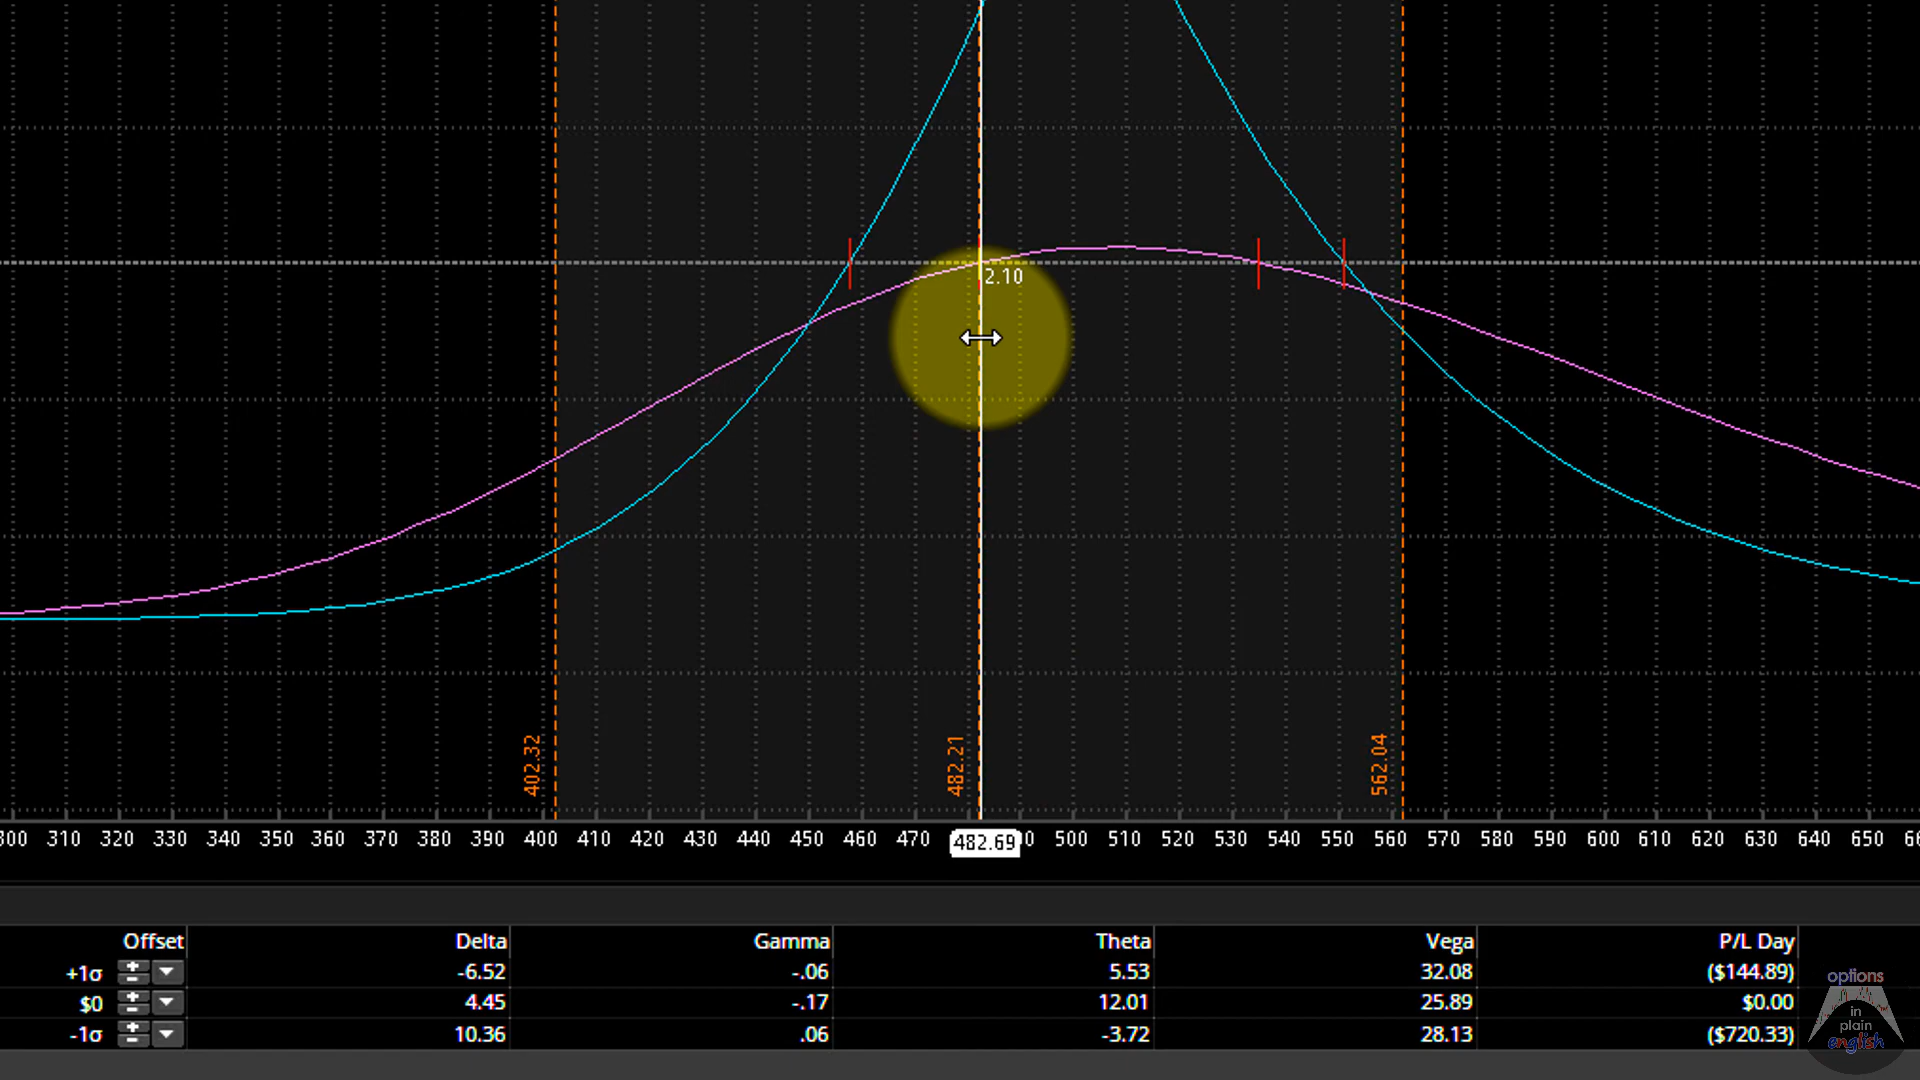 2.10
402.32
482.21
562.04
300 310 320 330 340 350 360 370 380 390 400 410 420 430 440 450 460 470 482.69 0 500 510 520 530 540 550 560 570 580 590 600 610 620 630 640 650 66
Offset Delta Gamma Theta Vega P/L Day
+1σ -6.52 -.06 5.53 32.08 ($144.89)
$0 4.45 -.17 12.01 25.89 $0.00
-1σ 10.36 .06 -3.72 28.13 ($720.33)
options
in
plain
english